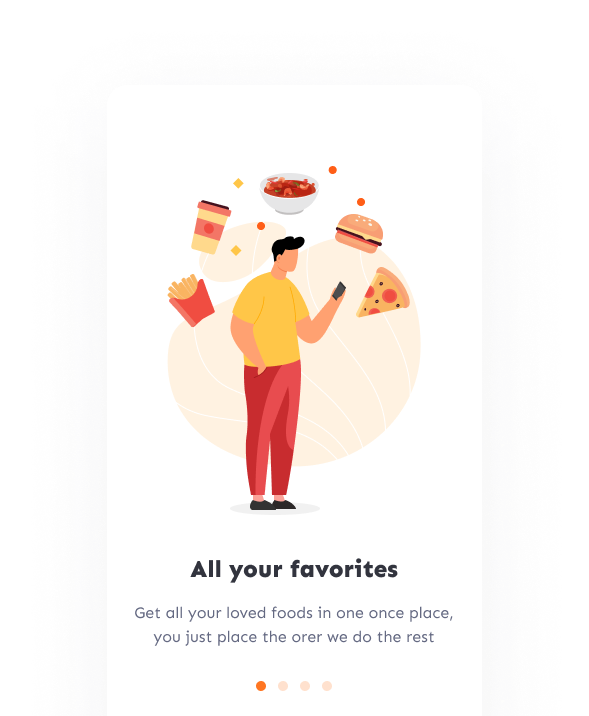 All your favorites
Get all your loved foods in one once place,
you just place the orer we do the rest